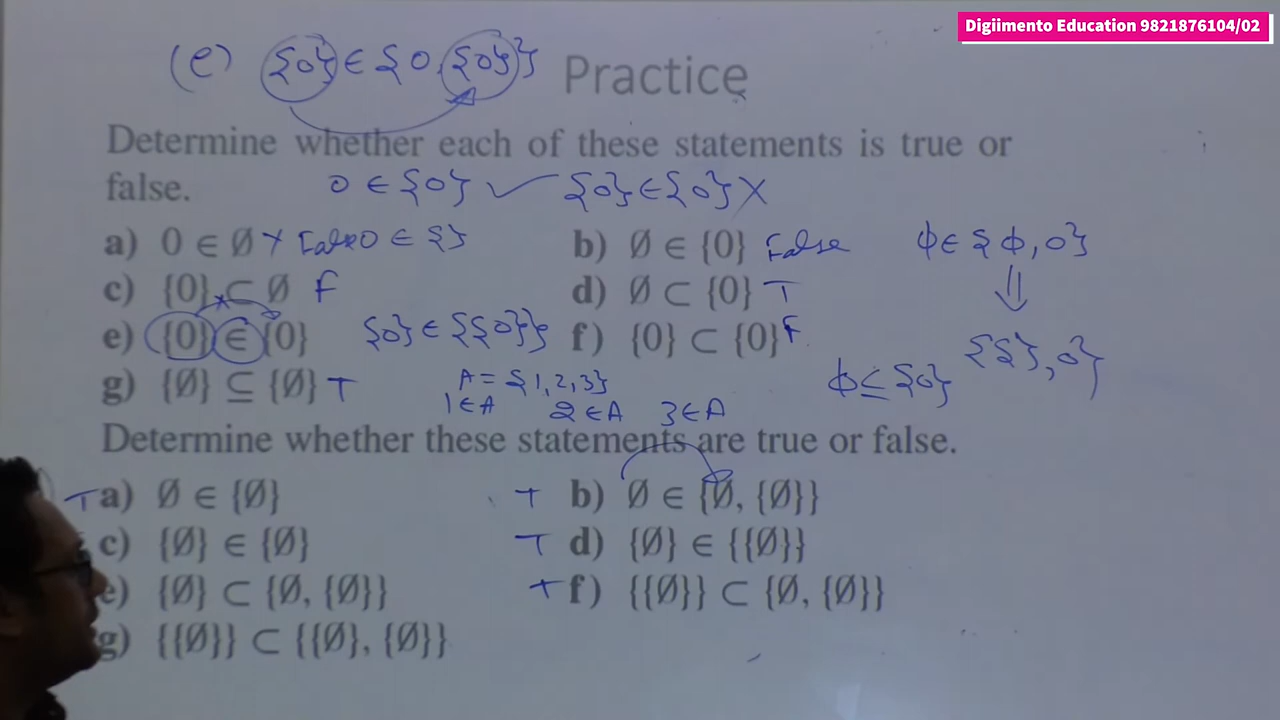 Digiimento Education 9821876104/02
(e) {0} ∈ {0, {0}}
Practice
Determine whether each of these statements is true or
false.
0 ∈ {0} ✓ {0} ∈ {0} X
a) 0 ∈ ∅ X False 0 ∈ {}
b) ∅ ∈ {0} False
ϕ ∈ {ϕ, 0}
⇓
c) {0} ⊂ ∅ F
d) ∅ ⊂ {0} T
e) {0} ∈ {0} {0} ∈ {{0}}
f) {0} ⊂ {0} F
{{}, 0}
g) {∅} ⊆ {∅} T
A = {1, 2, 3}
ϕ ⊆ {0}
1 ∈ A 2 ∈ A 3 ∈ A
Determine whether these statements are true or false.
T a) ∅ ∈ {∅}
T b) ∅ ∈ {∅, {∅}}
c) {∅} ∈ {∅}
T d) {∅} ∈ {{∅}}
e) {∅} ⊂ {∅, {∅}}
T f) {{∅}} ⊂ {∅, {∅}}
g) {{∅}} ⊂ {{∅}, {∅}}